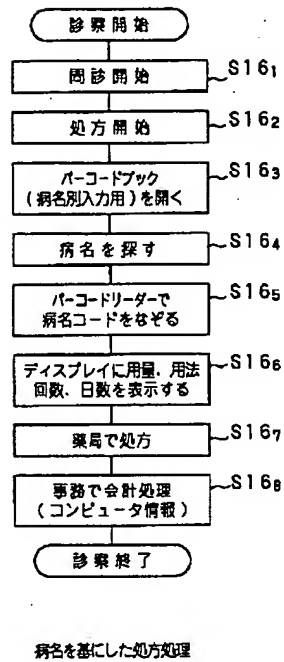 診察開始
問診開始
S16₁
処方開始
S16₂
バーコードブック
(病名別入力用)を開く
S16₃
病名を探す
S16₄
バーコードリーダーで
病名コードをなぞる
S16₅
ディスプレイに用量、用法
回数、日数を表示する
S16₆
薬局で処方
S16₇
事務で会計処理
(コンピュータ情報)
S16₈
診察終了
病名を基にした処方処理